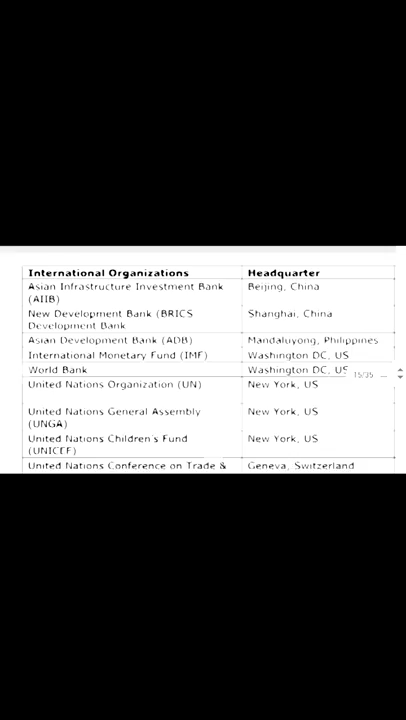 International Organizations Headquarter
Asian Infrastructure Investment Bank Beijing, China
(AIIB)
New Development Bank (BRICS Shanghai, China
Development Bank
Asian Development Bank (ADB) Mandaluyong, Philippines
International Monetary Fund (IMF) Washington DC, US
World Bank Washington DC, US
15/35
United Nations Organization (UN) New York, US
United Nations General Assembly New York, US
(UNGA)
United Nations Children's Fund New York, US
(UNICEF)
United Nations Conference on Trade & Geneva, Switzerland